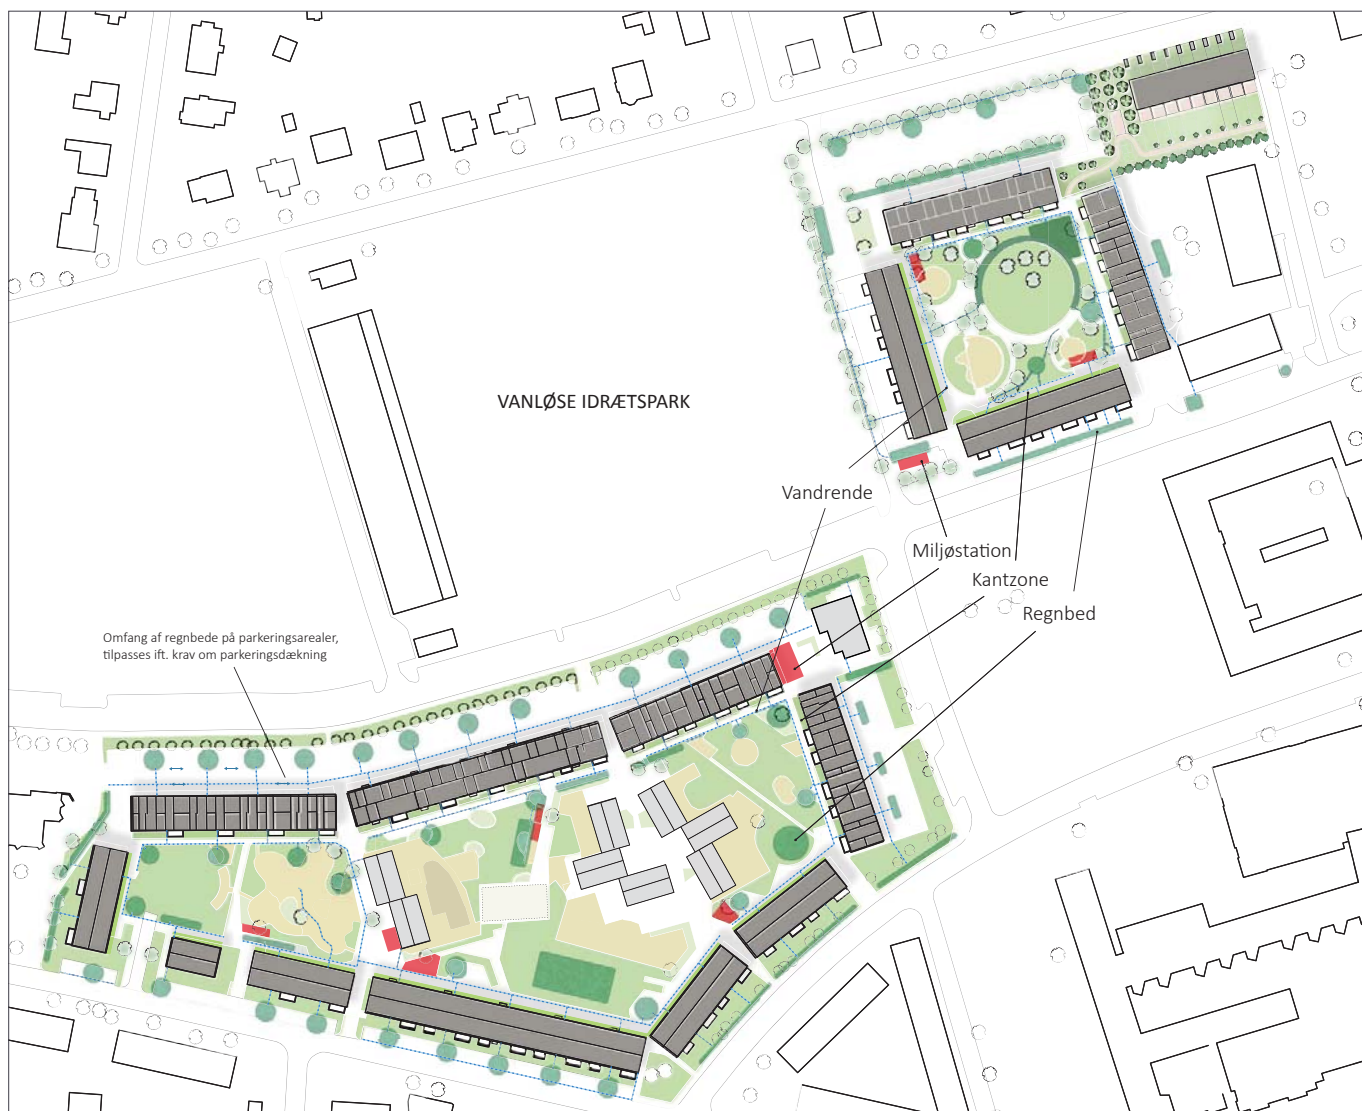 VANLØSE IDRÆTSPARK
Vandrende
Miljøstation
Kantzone
Regnbed
Omfang af regnbede på parkeringsarealer,
tilpasses ift. krav om parkeringsdækning